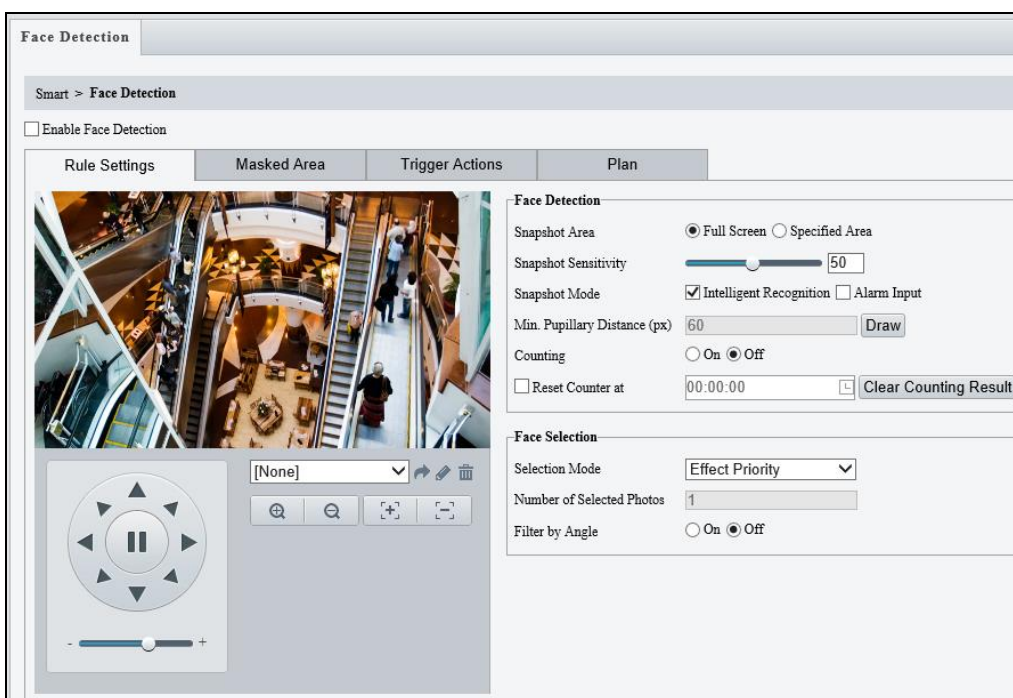 Face Detection
Smart > Face Detection
Enable Face Detection
Rule Settings Masked Area Trigger Actions Plan
Face Detection
Snapshot Area Full Screen Specified Area
Snapshot Sensitivity 50
Snapshot Mode Intelligent Recognition Alarm Input
Min. Pupillary Distance (px) 60 Draw
Counting On Off
Reset Counter at 00:00:00 Clear Counting Result
Face Selection
[None]
Selection Mode Effect Priority
Number of Selected Photos 1
Filter by Angle On Off
- +